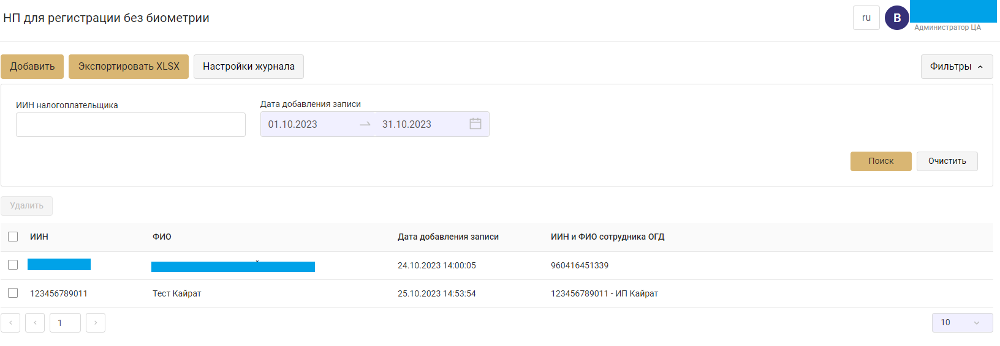 НП для регистрации без биометрии
ru
B
Администратор ЦА
Добавить
Экспортировать XLSX
Настройки журнала
Фильтры
ИИН налогоплательщика
Дата добавления записи
01.10.2023
31.10.2023
Поиск
Очистить
Удалить
ИИН ФИО Дата добавления записи ИИН и ФИО сотрудника ОГД
24.10.2023 14:00:05 960416451339
123456789011 Тест Кайрат 25.10.2023 14:53:54 123456789011 - ИП Кайрат
1
10